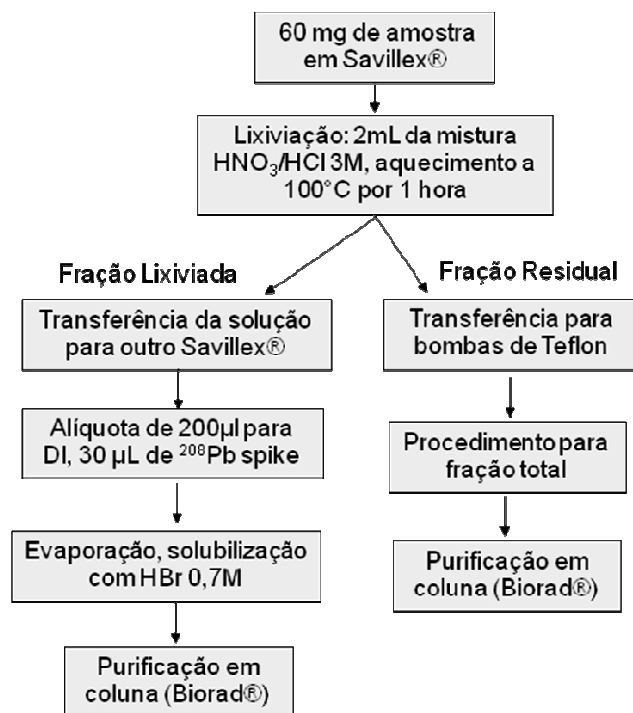 60 mg de amostra
em Savillex®
Lixiviação: 2mL da mistura
HNO₃/HCl 3M, aquecimento a
100°C por 1 hora
Fração Lixiviada
Transferência da solução
para outro Savillex®
Alíquota de 200µl para
DI, 30 µL de ²⁰⁸Pb spike
Evaporação, solubilização
com HBr 0,7M
Purificação em
coluna (Biorad®)
Fração Residual
Transferência para
bombas de Teflon
Procedimento para
fração total
Purificação em
coluna (Biorad®)